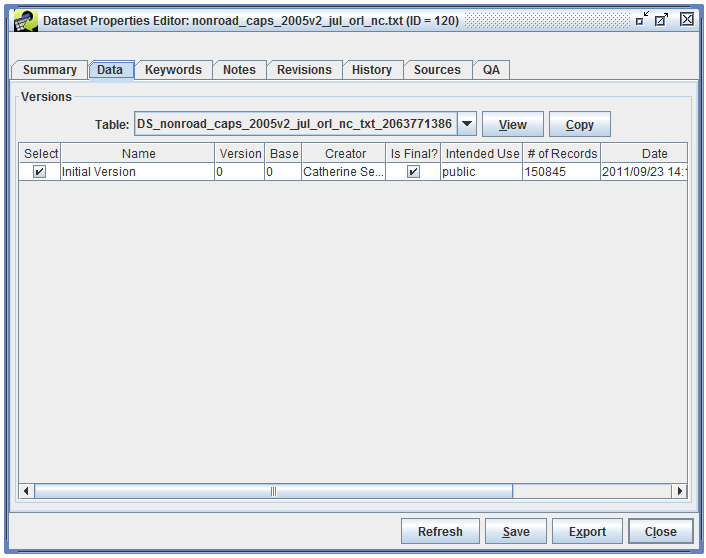 Dataset Properties Editor: nonroad_caps_2005v2_jul_orl_nc.txt (ID = 120)
Summary Data Keywords Notes Revisions History Sources QA
Versions
Table: DS_nonroad_caps_2005v2_jul_orl_nc_txt_2063771386 View Copy
Select Name Version Base Creator Is Final? Intended Use # of Records Date
Initial Version 0 0 Catherine Se... public 150845 2011/09/23 14:1
Refresh Save Export Close